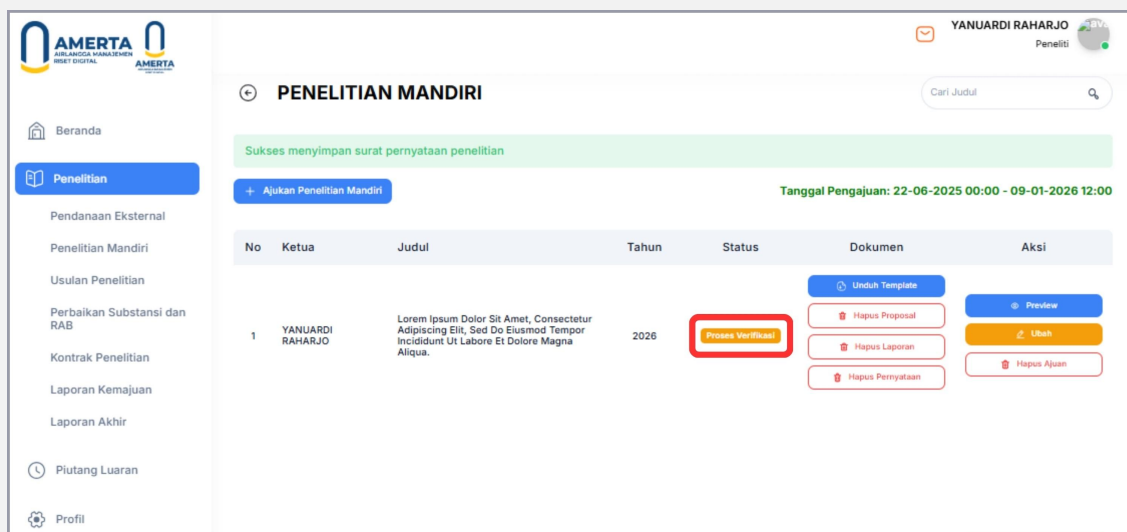 AMERTA
AIRLANGGA MANAJEMEN
RISET DIGITAL
AMERTA
YANUARDI RAHARJO
Peneliti
PENELITIAN MANDIRI
Cari Judul
Beranda
Sukses menyimpan surat pernyataan penelitian
Penelitian
+ Ajukan Penelitian Mandiri
Tanggal Pengajuan: 22-06-2025 00:00 - 09-01-2026 12:00
Pendanaan Eksternal
Penelitian Mandiri
Usulan Penelitian
Perbaikan Substansi dan
RAB
Kontrak Penelitian
Laporan Kemajuan
Laporan Akhir
Piutang Luaran
Profil
No Ketua Judul Tahun Status Dokumen Aksi
1
YANUARDI
RAHARJO
Lorem Ipsum Dolor Sit Amet, Consectetur
Adipiscing Elit, Sed Do Eiusmod Tempor
Incididunt Ut Labore Et Dolore Magna
Aliqua.
2026
Proses Verifikasi
Unduh Template
Hapus Proposal
Hapus Laporan
Hapus Pernyataan
Preview
Ubah
Hapus Ajuan